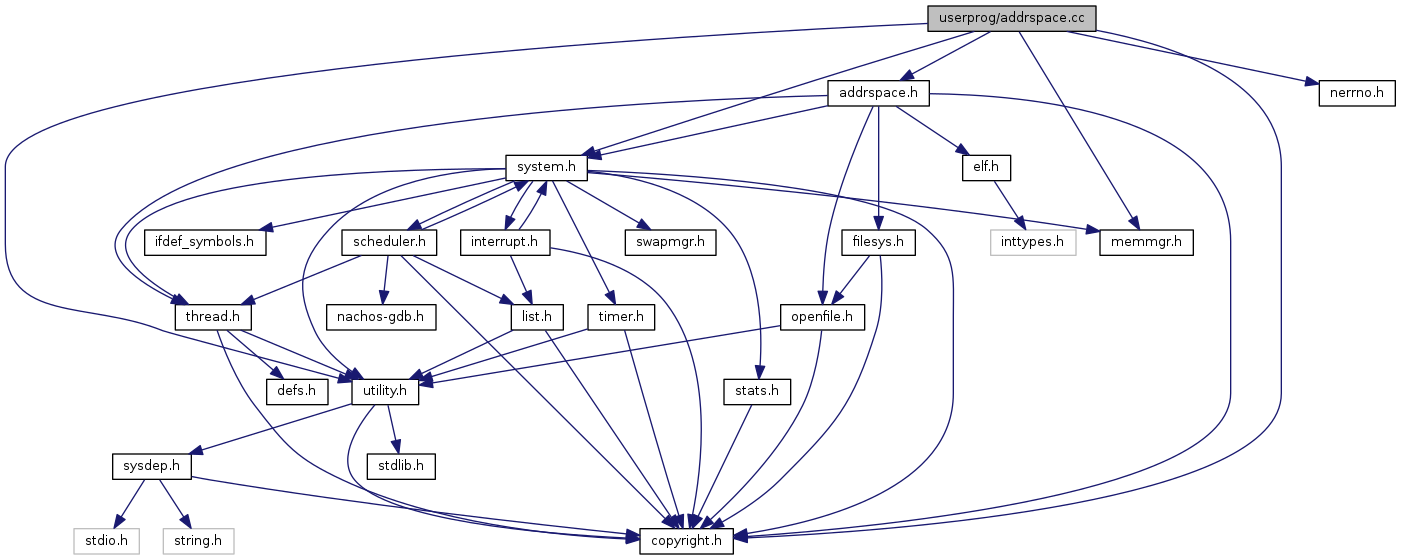 userprog/addrspace.cc
addrspace.h
nerrno.h
system.h
elf.h
ifdef_symbols.h
scheduler.h
interrupt.h
swapmgr.h
filesys.h
inttypes.h
memmgr.h
thread.h
nachos-gdb.h
list.h
timer.h
openfile.h
defs.h
utility.h
stats.h
sysdep.h
stdlib.h
stdio.h
string.h
copyright.h